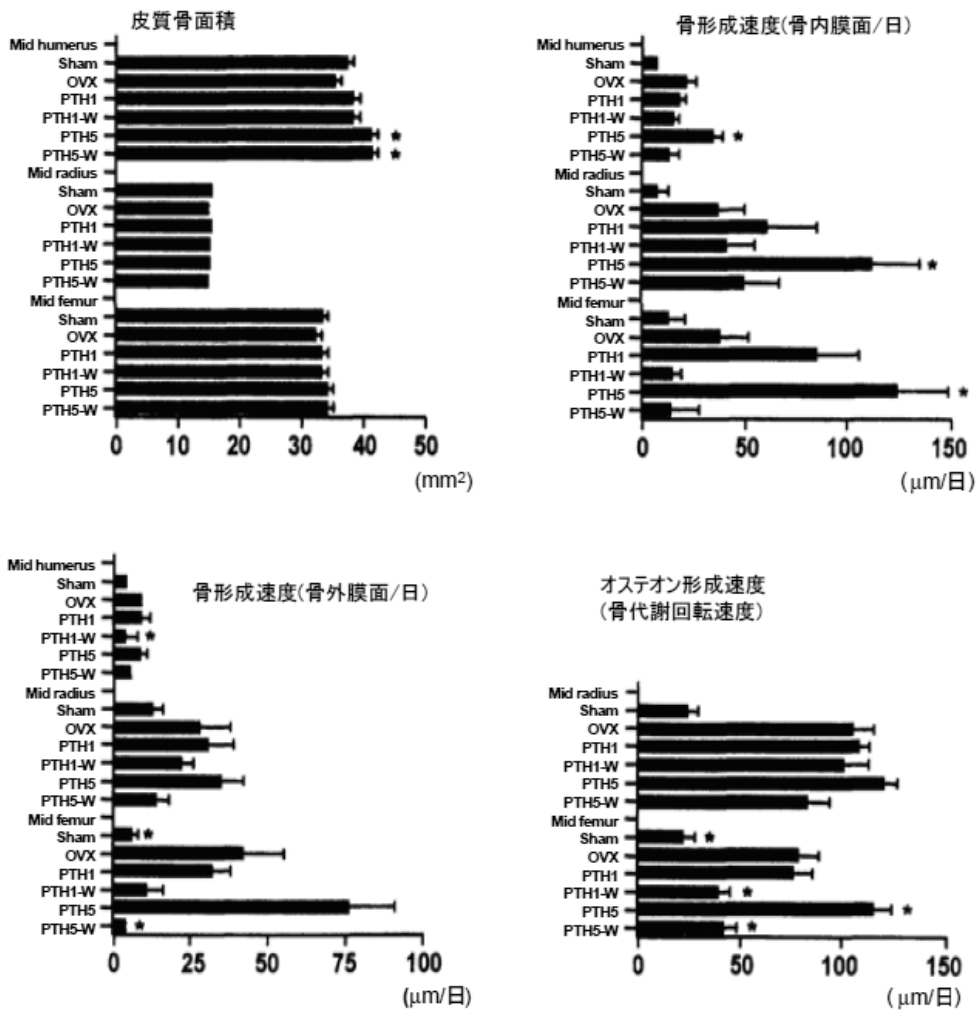 皮質骨面積
Mid humerus
Sham
OVX
PTH1
PTH1-W
PTH5 *
PTH5-W *
Mid radius
Sham
OVX
PTH1
PTH1-W
PTH5
PTH5-W
Mid femur
Sham
OVX
PTH1
PTH1-W
PTH5
PTH5-W
0 10 20 30 40 50
(mm²)
骨形成速度(骨内膜面/日)
Mid humerus
Sham
OVX
PTH1
PTH1-W
PTH5 *
PTH5-W
Mid radius
Sham
OVX
PTH1
PTH1-W
PTH5 *
PTH5-W
Mid femur
Sham
OVX
PTH1
PTH1-W
PTH5 *
PTH5-W
0 50 100 150
(μm/日)
骨形成速度(骨外膜面/日)
Mid humerus
Sham
OVX
PTH1
PTH1-W *
PTH5
PTH5-W
Mid radius
Sham
OVX
PTH1
PTH1-W
PTH5
PTH5-W
Mid femur
Sham *
OVX
PTH1
PTH1-W
PTH5
PTH5-W *
0 25 50 75 100
(μm/日)
オステオン形成速度
(骨代謝回転速度)
Mid radius
Sham
OVX
PTH1
PTH1-W
PTH5
PTH5-W
Mid femur
Sham *
OVX
PTH1
PTH1-W *
PTH5 *
PTH5-W *
0 50 100 150
(μm/日)